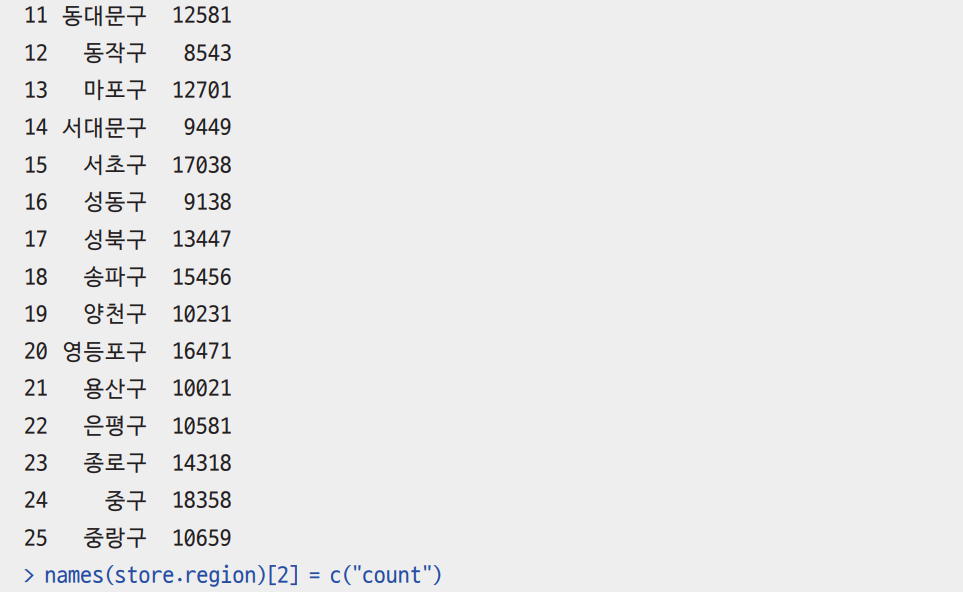 11 동대문구 12581
12 동작구 8543
13 마포구 12701
14 서대문구 9449
15 서초구 17038
16 성동구 9138
17 성북구 13447
18 송파구 15456
19 양천구 10231
20 영등포구 16471
21 용산구 10021
22 은평구 10581
23 종로구 14318
24 중구 18358
25 중랑구 10659
> names(store.region)[2] = c("count")